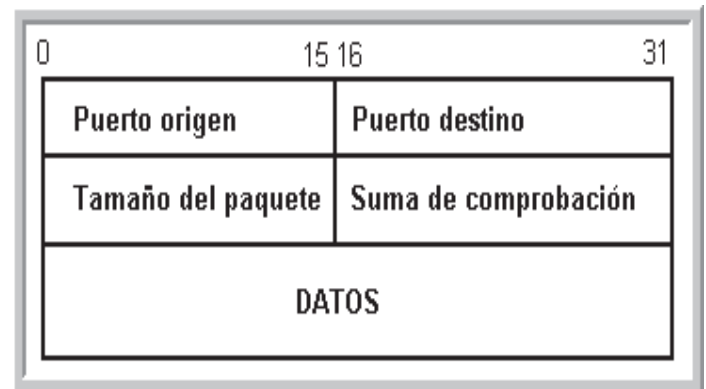 0 15 16 31
Puerto origen Puerto destino
Tamaño del paquete Suma de comprobación
DATOS